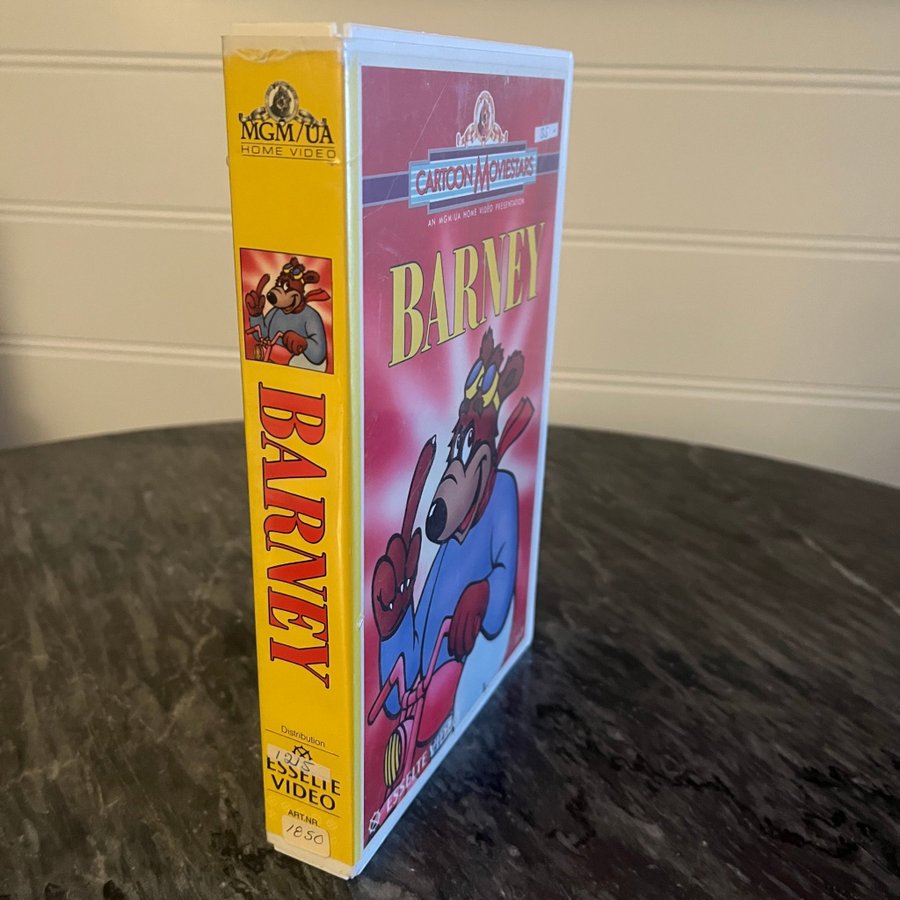 MGM/UA
HOME VIDEO
BARNEY
Distribution
1215
ESSELTE
VIDEO
ART.NR.
1850
CARTOON MOVIESTARS
AN MGM/UA HOME VIDEO PRESENTATION
BARNEY
ESSELTE VIDEO